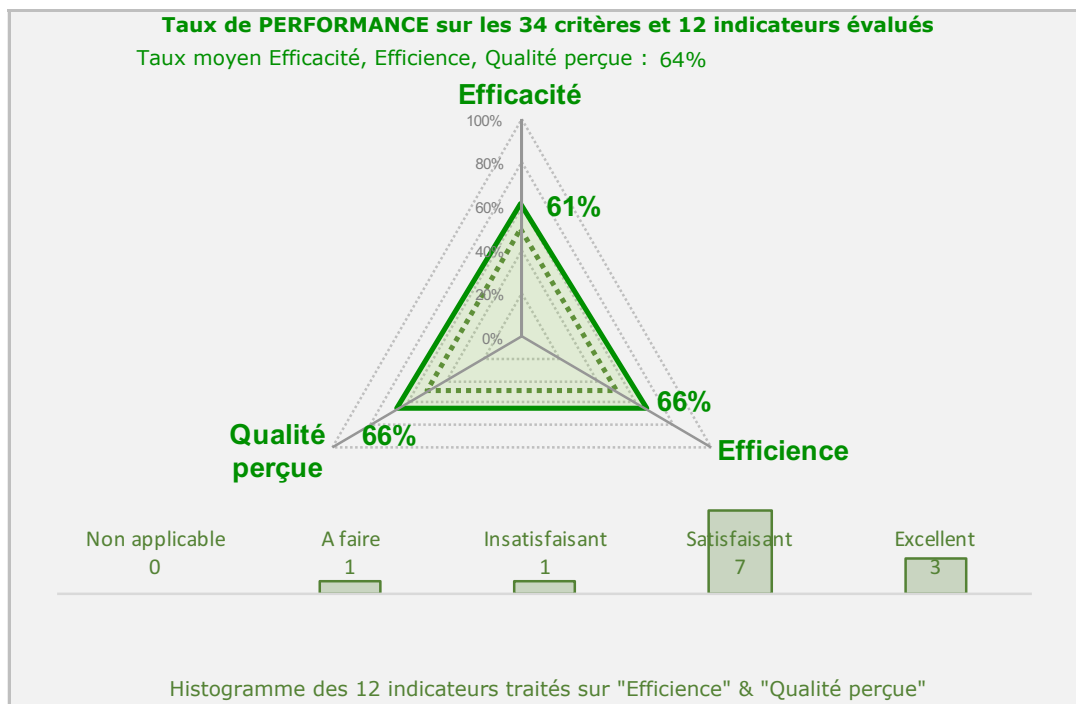 Taux de PERFORMANCE sur les 34 critères et 12 indicateurs évalués
Taux moyen Efficacité, Efficience, Qualité perçue : 64%
Efficacité
100%
80%
60%
61%
40%
20%
0%
66%
Qualité
perçue
66%
Efficience
Non applicable
0
A faire
1
Insatisfaisant
1
Satisfaisant
7
Excellent
3
Histogramme des 12 indicateurs traités sur "Efficience" & "Qualité perçue"